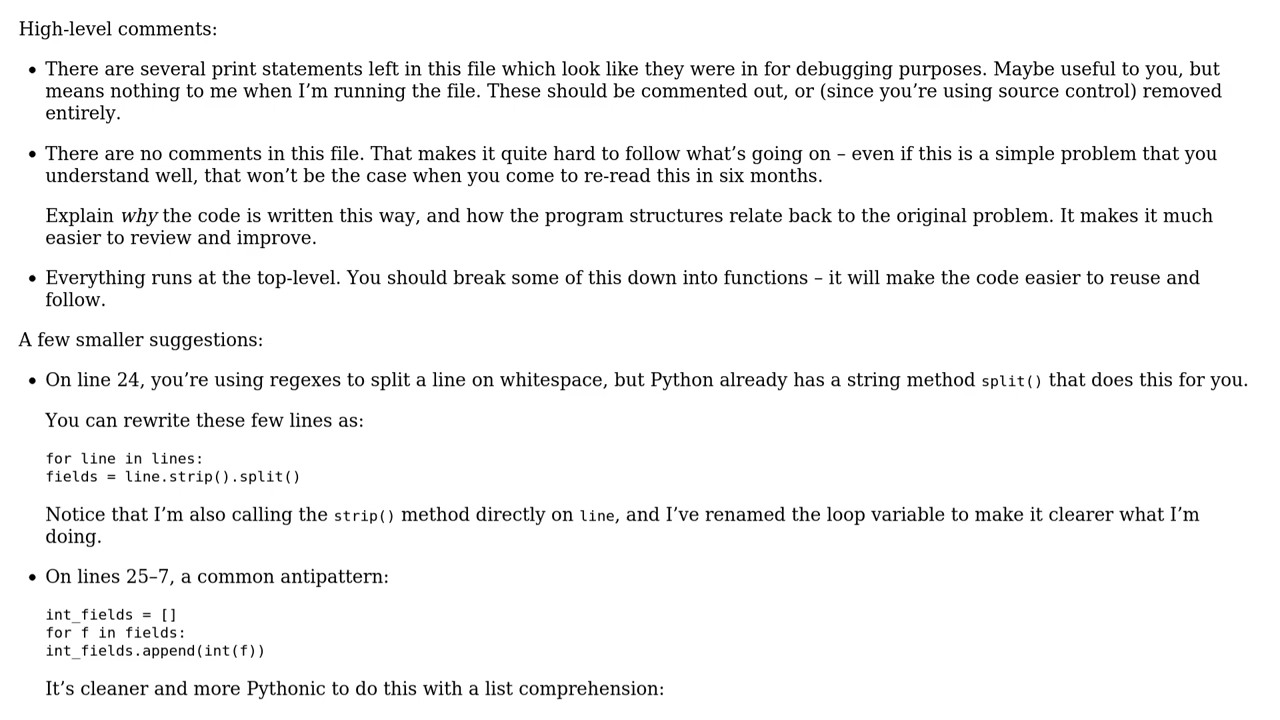 High-level comments:
• There are several print statements left in this file which look like they were in for debugging purposes. Maybe useful to you, but
means nothing to me when I’m running the file. These should be commented out, or (since you’re using source control) removed
entirely.
• There are no comments in this file. That makes it quite hard to follow what’s going on – even if this is a simple problem that you
understand well, that won’t be the case when you come to re-read this in six months.
Explain why the code is written this way, and how the program structures relate back to the original problem. It makes it much
easier to review and improve.
• Everything runs at the top-level. You should break some of this down into functions – it will make the code easier to reuse and
follow.
A few smaller suggestions:
• On line 24, you’re using regexes to split a line on whitespace, but Python already has a string method split() that does this for you.
You can rewrite these few lines as:
for line in lines:
fields = line.strip().split()
Notice that I’m also calling the strip() method directly on line, and I’ve renamed the loop variable to make it clearer what I’m
doing.
• On lines 25–7, a common antipattern:
int_fields = []
for f in fields:
int_fields.append(int(f))
It’s cleaner and more Pythonic to do this with a list comprehension: